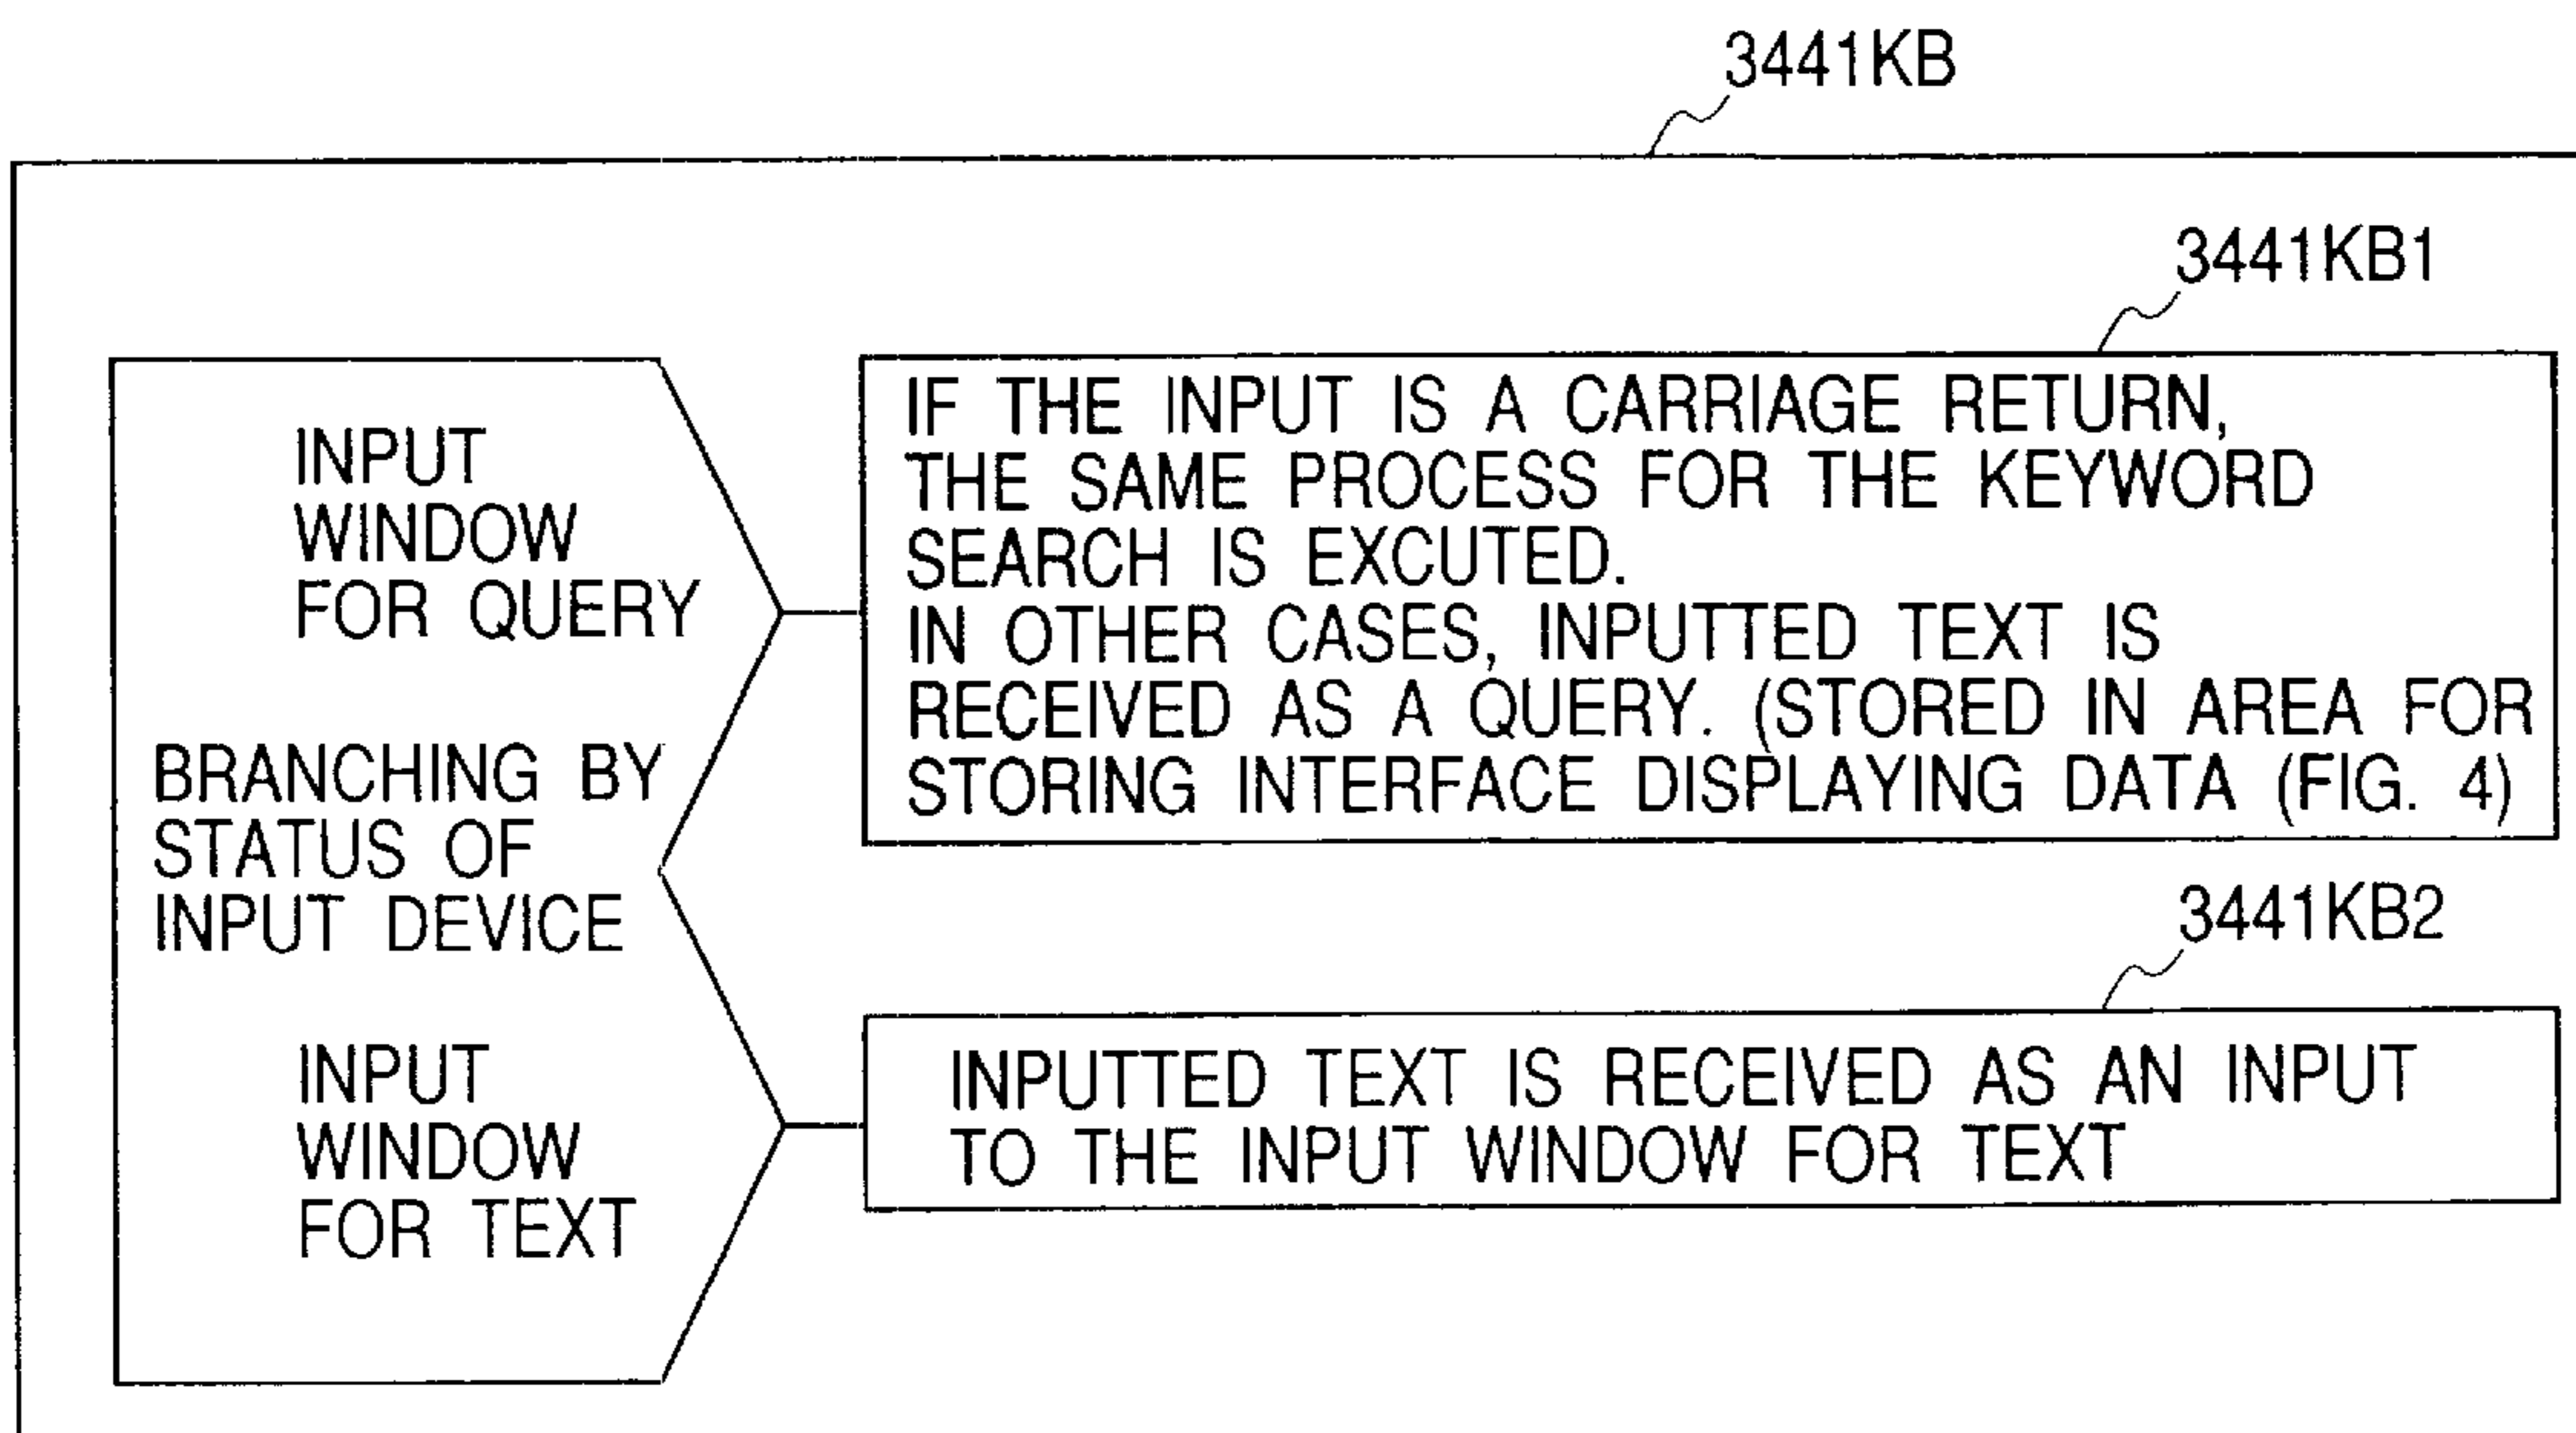 3441KB
3441KB1
INPUT
WINDOW
FOR QUERY
BRANCHING BY
STATUS OF
INPUT DEVICE
INPUT
WINDOW
FOR TEXT
IF THE INPUT IS A CARRIAGE RETURN,
THE SAME PROCESS FOR THE KEYWORD
SEARCH IS EXCUTED.
IN OTHER CASES, INPUTTED TEXT IS
RECEIVED AS A QUERY. (STORED IN AREA FOR
STORING INTERFACE DISPLAYING DATA (FIG. 4)
3441KB2
INPUTTED TEXT IS RECEIVED AS AN INPUT
TO THE INPUT WINDOW FOR TEXT